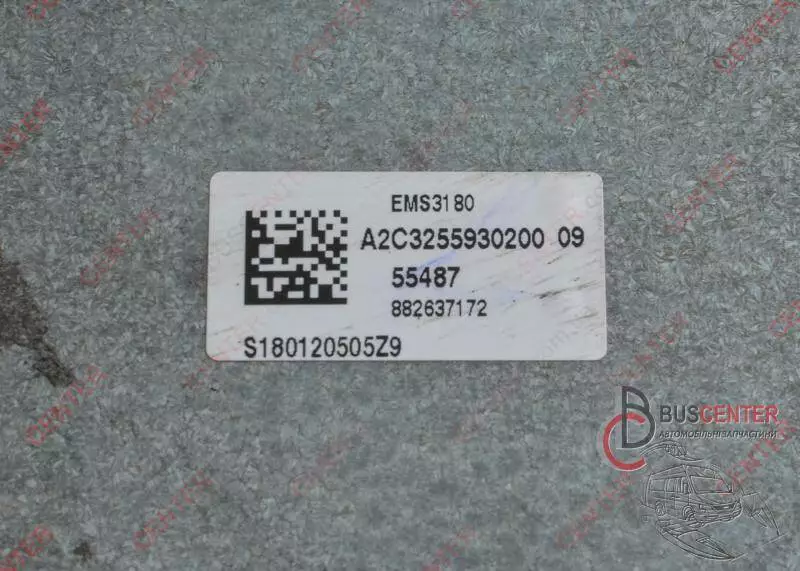 EMS3180
A2C3255930200 09
55487
882637172
S180120505Z9
BUSCENTER
АВТОМОБІЛЬНІ ЗАПЧАСТИНИ